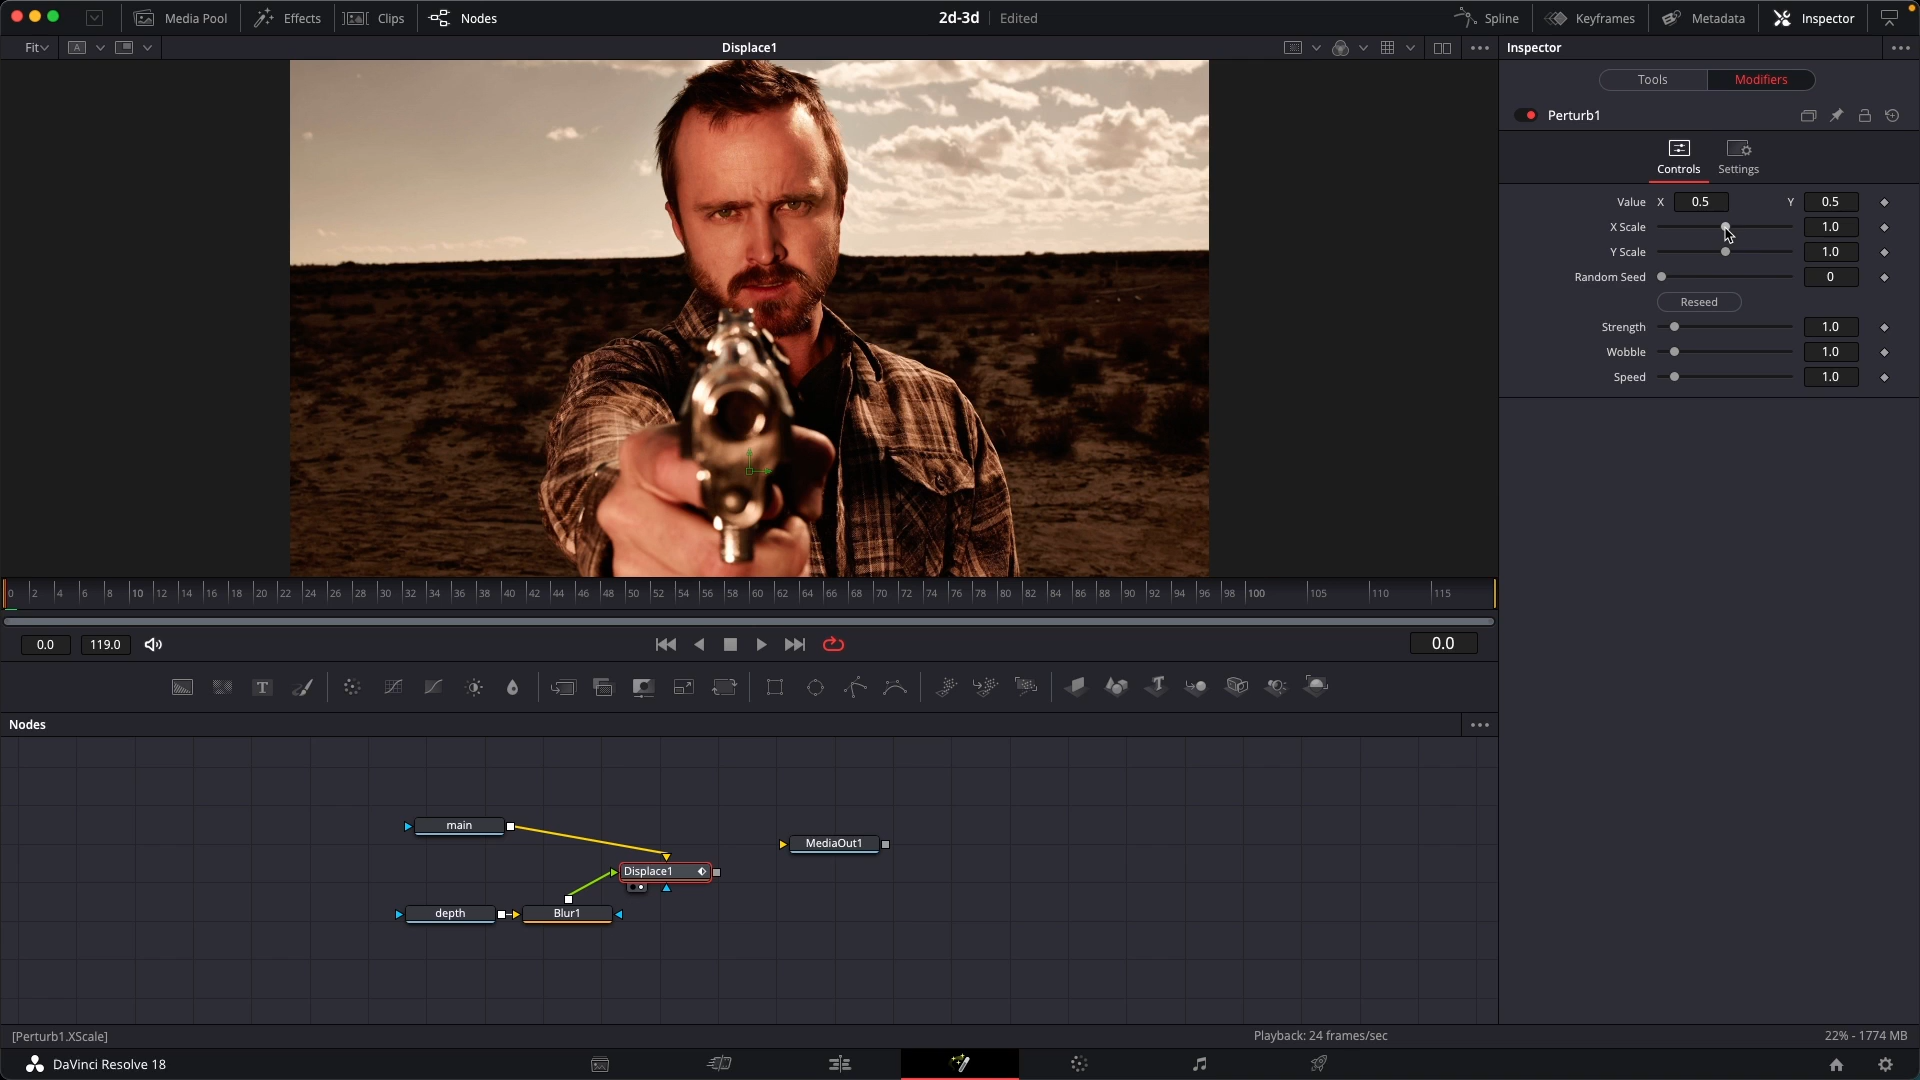 Media Pool
Effects
Clips
Nodes
2d-3d
Edited
Spline
Keyframes
Metadata
Inspector
Fit
A
Displace1
Inspector
Tools
Modifiers
Perturb1
Controls
Settings
Value X 0.5 Y 0.5
X Scale 1.0
Y Scale 1.0
Random Seed 0
Reseed
Strength 1.0
Wobble 1.0
Speed 1.0
0 2 4 6 8 10 12 14 16 18 20 22 24 26 28 30 32 34 36 38 40 42 44 46 48 50 52 54 56 58 60 62 64 66 68 70 72 74 76 78 80 82 84 86 88 90 92 94 96 98 100 105 110 115
0.0
119.0
0.0
T
T
Nodes
main
MediaOut1
Displace1
depth
Blur1
[Perturb1.XScale]
Playback: 24 frames/sec
22% - 1774 MB
DaVinci Resolve 18